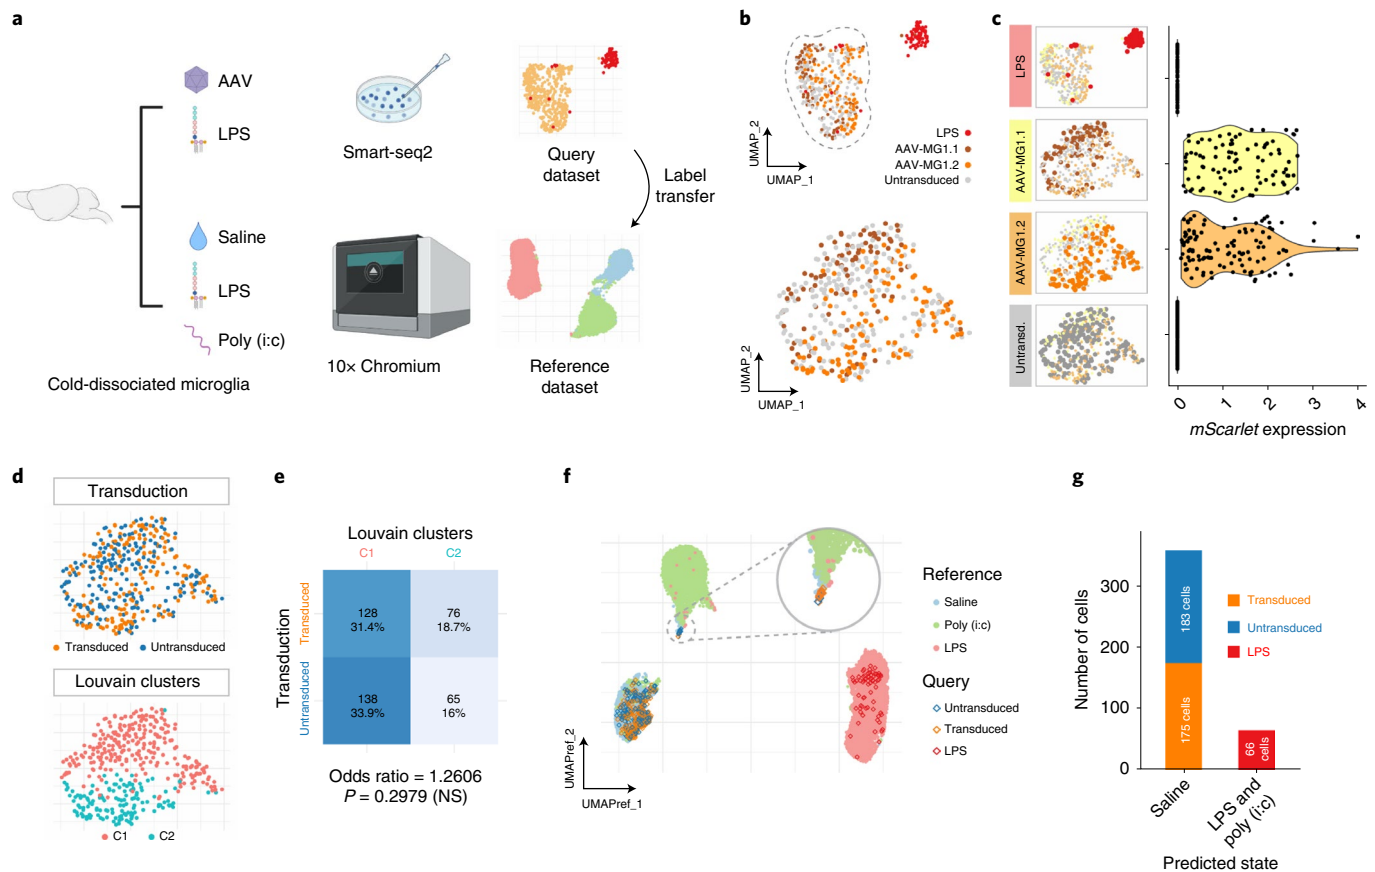 a
AAV
LPS
Saline
LPS
Poly (i:c)
Cold-dissociated microglia
Smart-seq2
10× Chromium
Query
dataset
Label
transfer
Reference
dataset
b
UMAP_2
UMAP_1
LPS
AAV-MG1.1
AAV-MG1.2
Untransduced
UMAP_2
UMAP_1
c
LPS
AAV-MG1.1
AAV-MG1.2
Untransd.
0
1
2
3
4
mScarlet expression
d
Transduction
Transduced
Untransduced
Louvain clusters
C1
C2
e
Louvain clusters
C1
C2
Transduction
Transduced
Untransduced
128
31.4%
76
18.7%
138
33.9%
65
16%
Odds ratio = 1.2606
P = 0.2979 (NS)
f
UMAPref_2
UMAPref_1
Reference
Saline
Poly (i:c)
LPS
Query
Untransduced
Transduced
LPS
g
Number of cells
300
200
100
0
183 cells
175 cells
66
cells
Transduced
Untransduced
LPS
Saline
LPS and
poly (i:c)
Predicted state